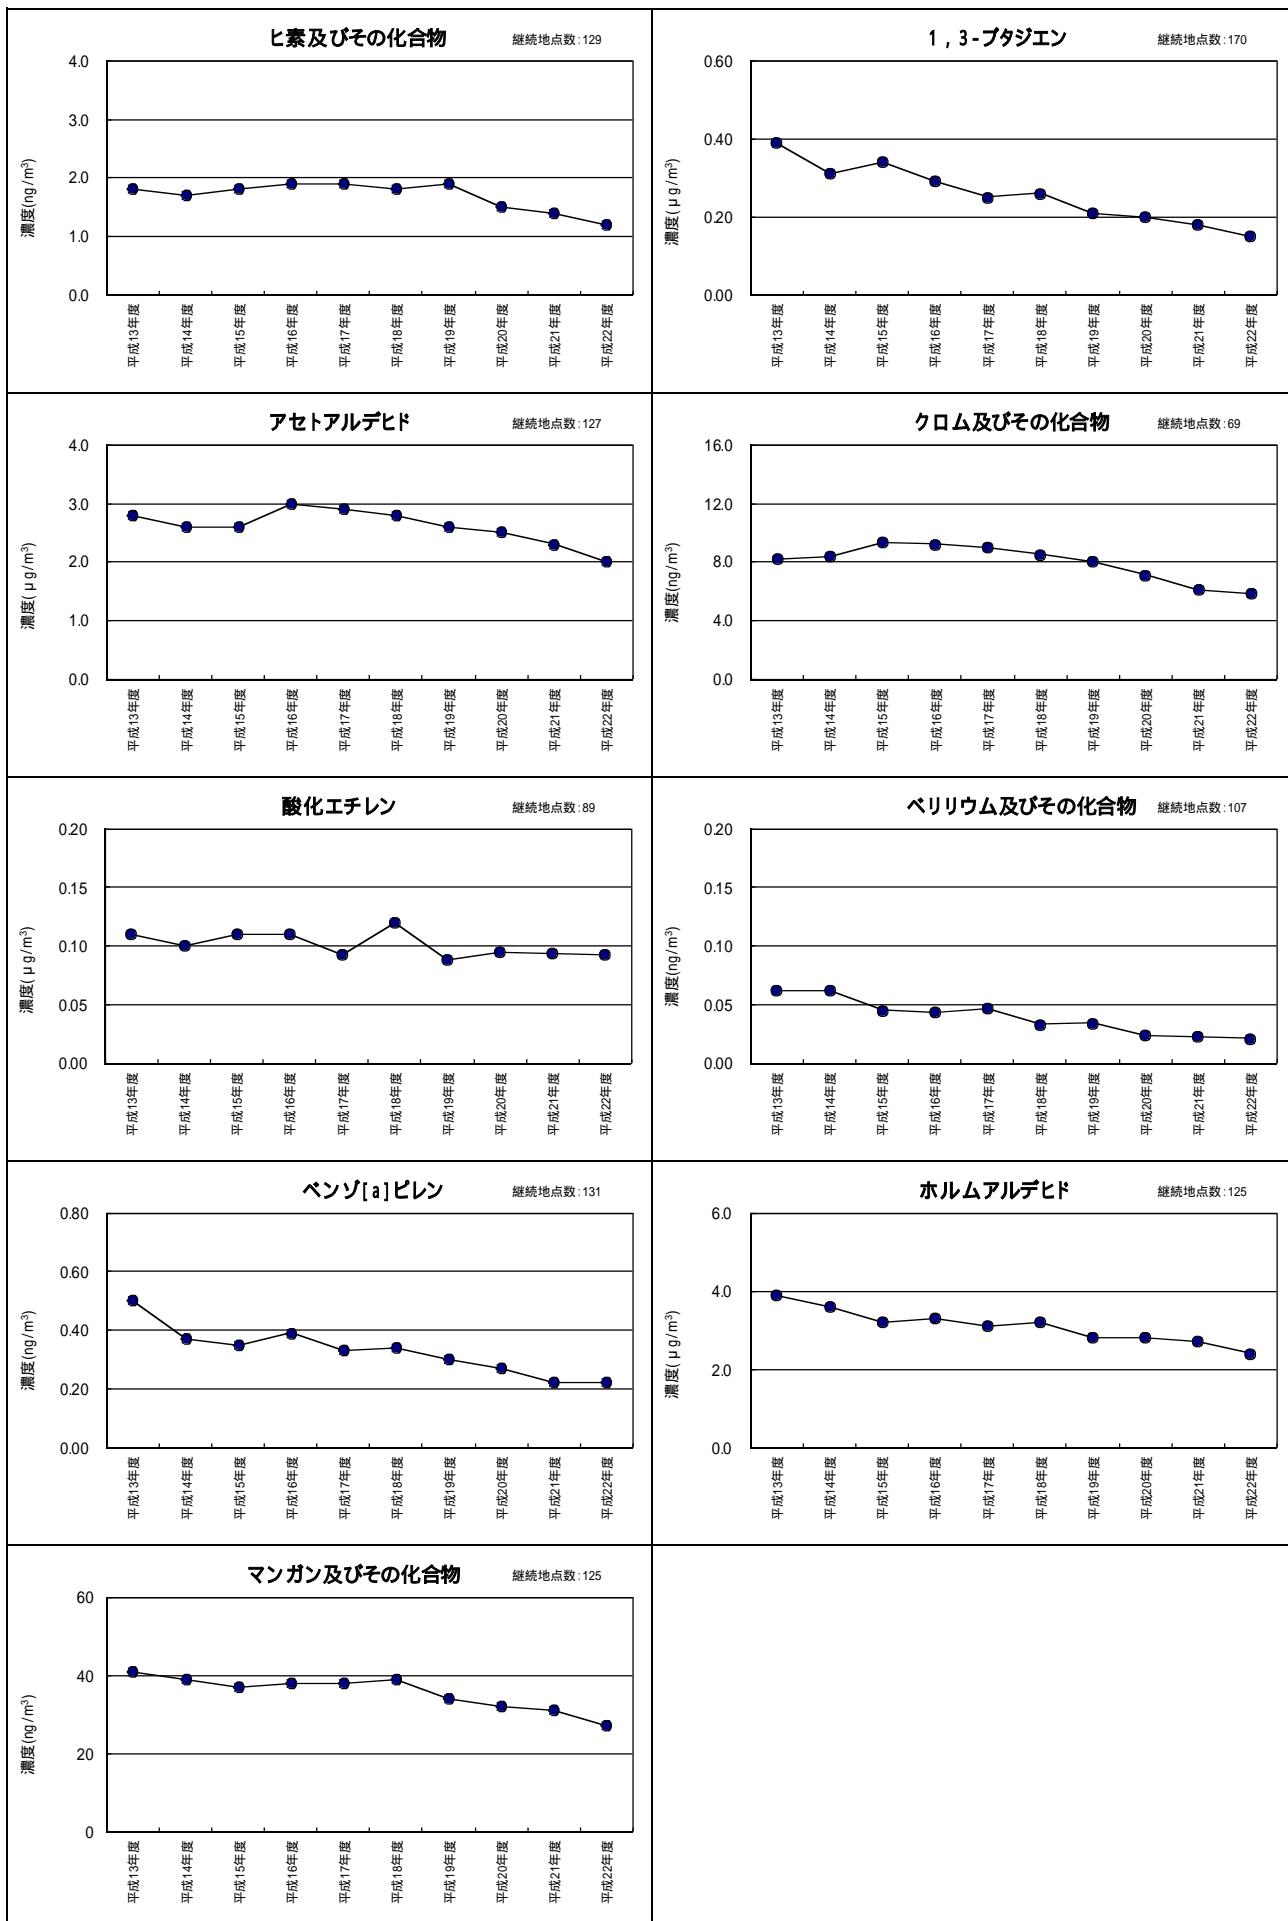 ヒ素及びその化合物 継続地点数:129
濃度(ng/m³)
4.0
3.0
2.0
1.0
0.0
平成13年度 平成14年度 平成15年度 平成16年度 平成17年度 平成18年度 平成19年度 平成20年度 平成21年度 平成22年度
1,3-ブタジエン 継続地点数:170
濃度(μg/m³)
0.60
0.40
0.20
0.00
平成13年度 平成14年度 平成15年度 平成16年度 平成17年度 平成18年度 平成19年度 平成20年度 平成21年度 平成22年度
アセトアルデヒド 継続地点数:127
濃度(μg/m³)
4.0
3.0
2.0
1.0
0.0
平成13年度 平成14年度 平成15年度 平成16年度 平成17年度 平成18年度 平成19年度 平成20年度 平成21年度 平成22年度
クロム及びその化合物 継続地点数:69
濃度(ng/m³)
16.0
12.0
8.0
4.0
0.0
平成13年度 平成14年度 平成15年度 平成16年度 平成17年度 平成18年度 平成19年度 平成20年度 平成21年度 平成22年度
酸化エチレン 継続地点数:89
濃度(μg/m³)
0.20
0.15
0.10
0.05
0.00
平成13年度 平成14年度 平成15年度 平成16年度 平成17年度 平成18年度 平成19年度 平成20年度 平成21年度 平成22年度
ベリリウム及びその化合物 継続地点数:107
濃度(ng/m³)
0.20
0.15
0.10
0.05
0.00
平成13年度 平成14年度 平成15年度 平成16年度 平成17年度 平成18年度 平成19年度 平成20年度 平成21年度 平成22年度
ベンゾ[a]ピレン 継続地点数:131
濃度(ng/m³)
0.80
0.60
0.40
0.20
0.00
平成13年度 平成14年度 平成15年度 平成16年度 平成17年度 平成18年度 平成19年度 平成20年度 平成21年度 平成22年度
ホルムアルデヒド 継続地点数:125
濃度(μg/m³)
6.0
4.0
2.0
0.0
平成13年度 平成14年度 平成15年度 平成16年度 平成17年度 平成18年度 平成19年度 平成20年度 平成21年度 平成22年度
マンガン及びその化合物 継続地点数:125
濃度(ng/m³)
60
40
20
0
平成13年度 平成14年度 平成15年度 平成16年度 平成17年度 平成18年度 平成19年度 平成20年度 平成21年度 平成22年度